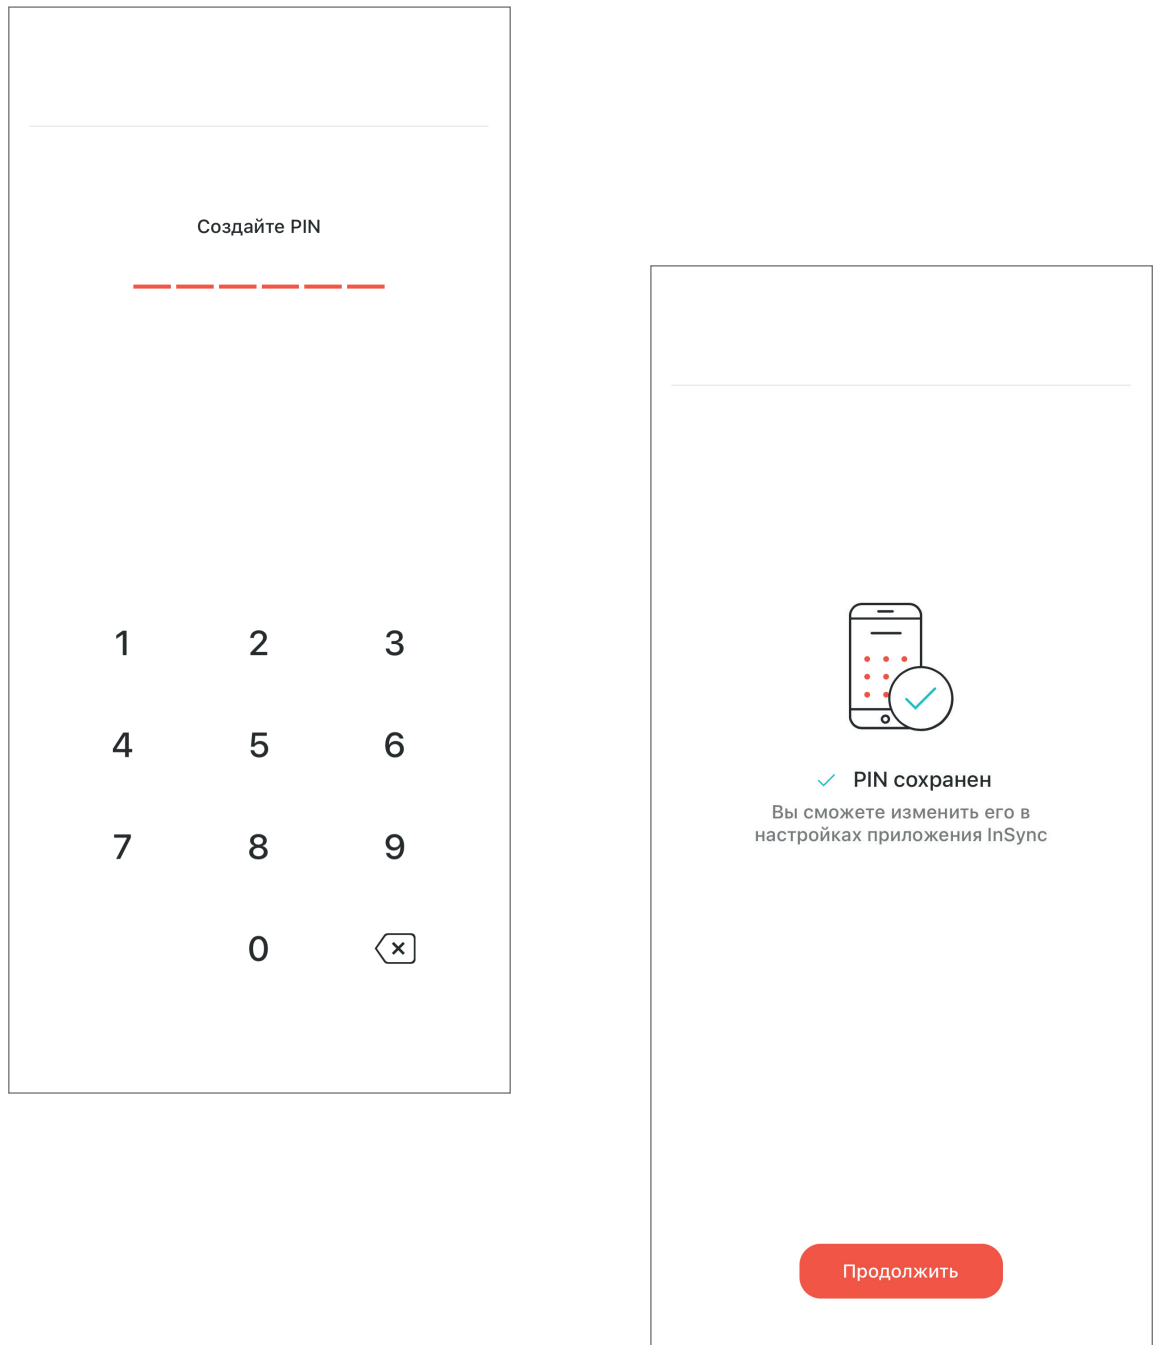 Создайте PIN
1 2 3
4 5 6
7 8 9
0
PIN сохранен
Вы сможете изменить его в
настройках приложения InSync
Продолжить